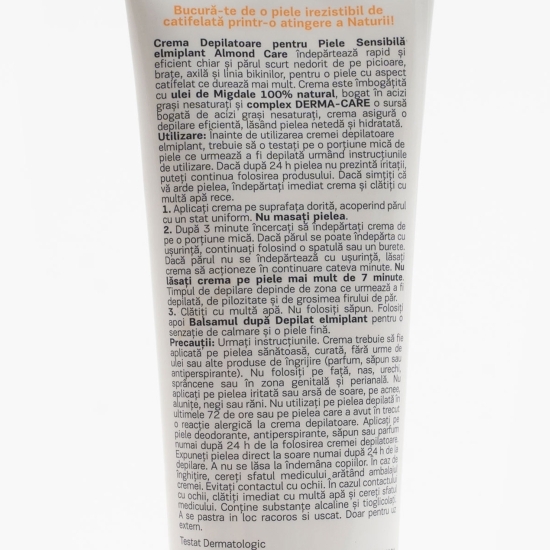 Bucură-te de o piele irezistibil de
catifelată printr-o atingere a Naturii!
Crema Depilatoare pentru Piele Sensibilă
elmiplant Almond Care îndepărtează rapid și
eficient chiar și părul scurt nedorit de pe picioare,
brațe, axilă și linia bikinilor, pentru o piele cu aspect
catifelat ce durează mai mult. Crema este îmbogățită
cu ulei de Migdale 100% natural, bogat în acizi
grași nesaturați și complex DERMA-CARE o sursă
bogată de acizi grași nesaturați, crema asigură o
depilare eficientă, lăsând pielea netedă și hidratată.
Utilizare: Înainte de utilizarea cremei depilatoare
elmiplant, trebuie să o testați pe o porțiune mică de
piele ce urmează a fi depilată urmând instrucțiunile
de utilizare. Dacă după 24 h pielea nu prezintă iritații,
puteți continua folosirea produsului. Dacă simțiți că
vă arde pielea, îndepărtați imediat crema și clătiți cu
multă apă rece.
1. Aplicați crema pe suprafața dorită, acoperind părul
cu un stat uniform. Nu masați pielea.
2. După 3 minute încercați să îndepărtați crema de
pe o porțiune mică. Dacă părul se poate îndepărta cu
ușurință, continuați folosind o spatulă sau un burete.
Dacă părul nu se îndepărtează cu ușurință, lăsați
crema să acționeze în continuare cateva minute. Nu
lăsați crema pe piele mai mult de 7 minute.
Timpul de depilare depinde de zona ce urmează a fi
depilată, de pilozitate și de grosimea firului de păr.
3. Clătiți cu multă apă. Nu folosiți săpun. Folosiți
apoi Balsamul după Depilat elmiplant pentru o
senzație de calmare și o piele fină.
Precauții: Urmați instrucțiunile. Crema trebuie să fie
aplicată pe pielea sănătoasă, curată, fără urme de
ulei sau alte produse de îngrijire (parfum, săpun sau
antiperspirante). Nu folosiți pe față, nas, urechi,
sprâncene sau în zona genitală și perianală. Nu
aplicați pe pielea iritată sau arsă de soare, pe acnee,
alunițe, negi sau răni. Nu utilizați pe pielea depilată în
ultimele 72 de ore sau pe pielea care a avut în trecut
o reacție alergică la creme depilatoare. Aplicați pe
piele deodorante, antiperspirante, săpun sau parfum
numai după 24 h de la folosirea cremei depilatoare.
Expuneți pielea direct la soare numai după 24 h de la
depilare. A nu se lăsa la îndemâna copiilor. În caz de
înghițire, cereți sfatul medicului arătând ambalajul
cremei. Evitați contactul cu ochii. În cazul contactului
cu ochii, clătiți imediat cu multă apă și cereți sfatul
medicului. Conține substanțe alcaline și tioglicolați.
A se pastra in loc racoros si uscat. Doar pentru uz
extern.
Testat Dermatologic